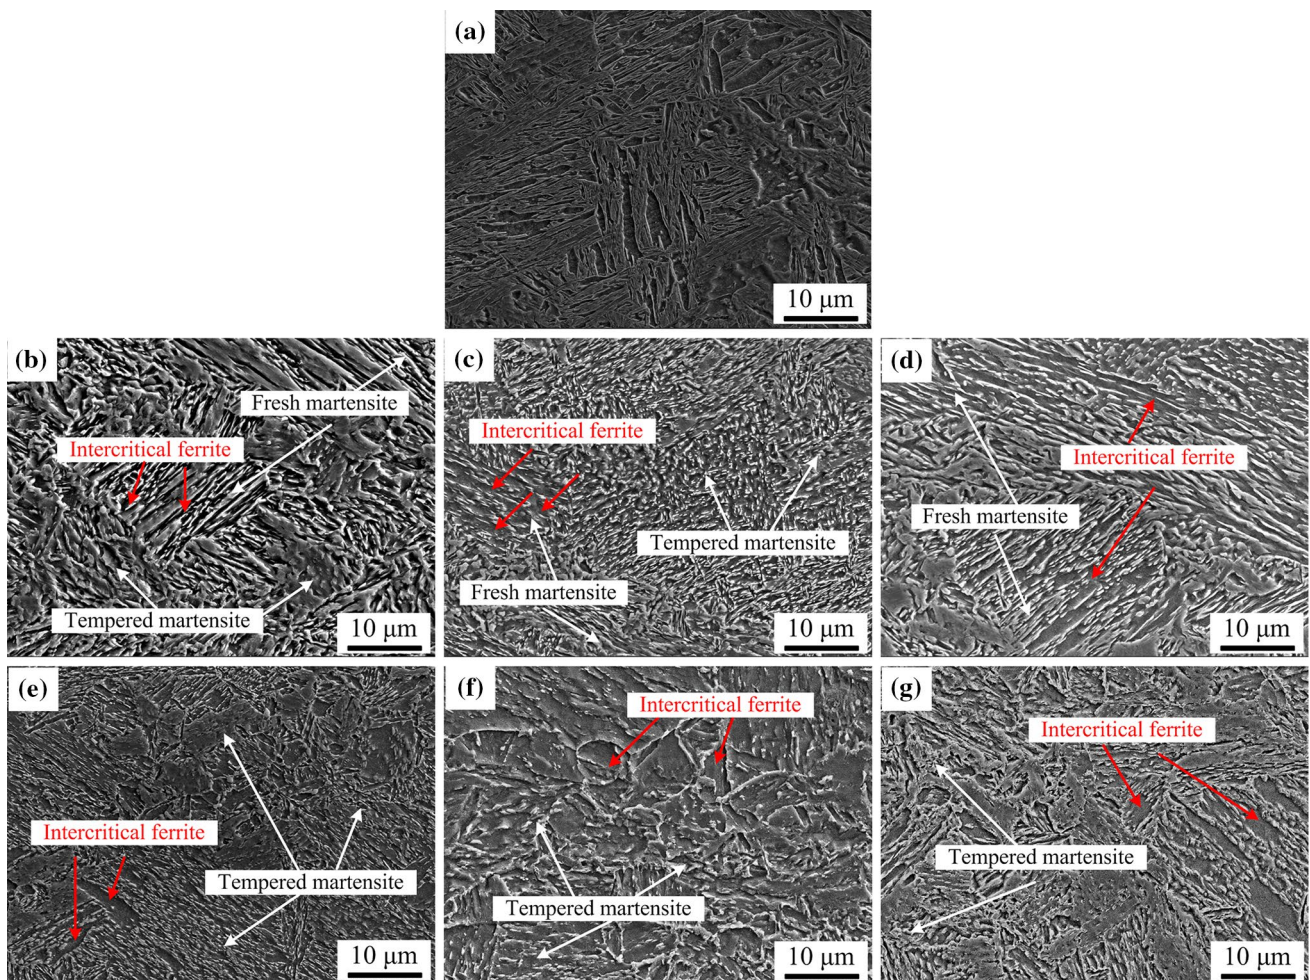 (a)
10 μm
(b)
Fresh martensite
Intercritical ferrite
Tempered martensite
10 μm
(c)
Intercritical ferrite
Tempered martensite
Fresh martensite
10 μm
(d)
Intercritical ferrite
Fresh martensite
10 μm
(e)
Intercritical ferrite
Tempered martensite
10 μm
(f)
Intercritical ferrite
Tempered martensite
10 μm
(g)
Intercritical ferrite
Tempered martensite
10 μm